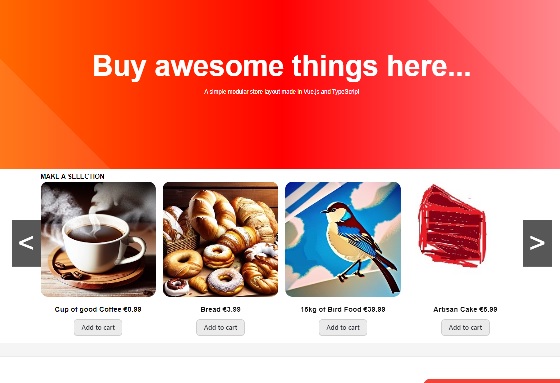 Buy awesome things here...
A simple modular store layout made in Vue.js and TypeScript
MAKE A SELECTION
<
>
Cup of good Coffee €0.99
Bread €3.99
15kg of Bird Food €39.99
Artisan Cake €5.99
Add to cart
Add to cart
Add to cart
Add to cart